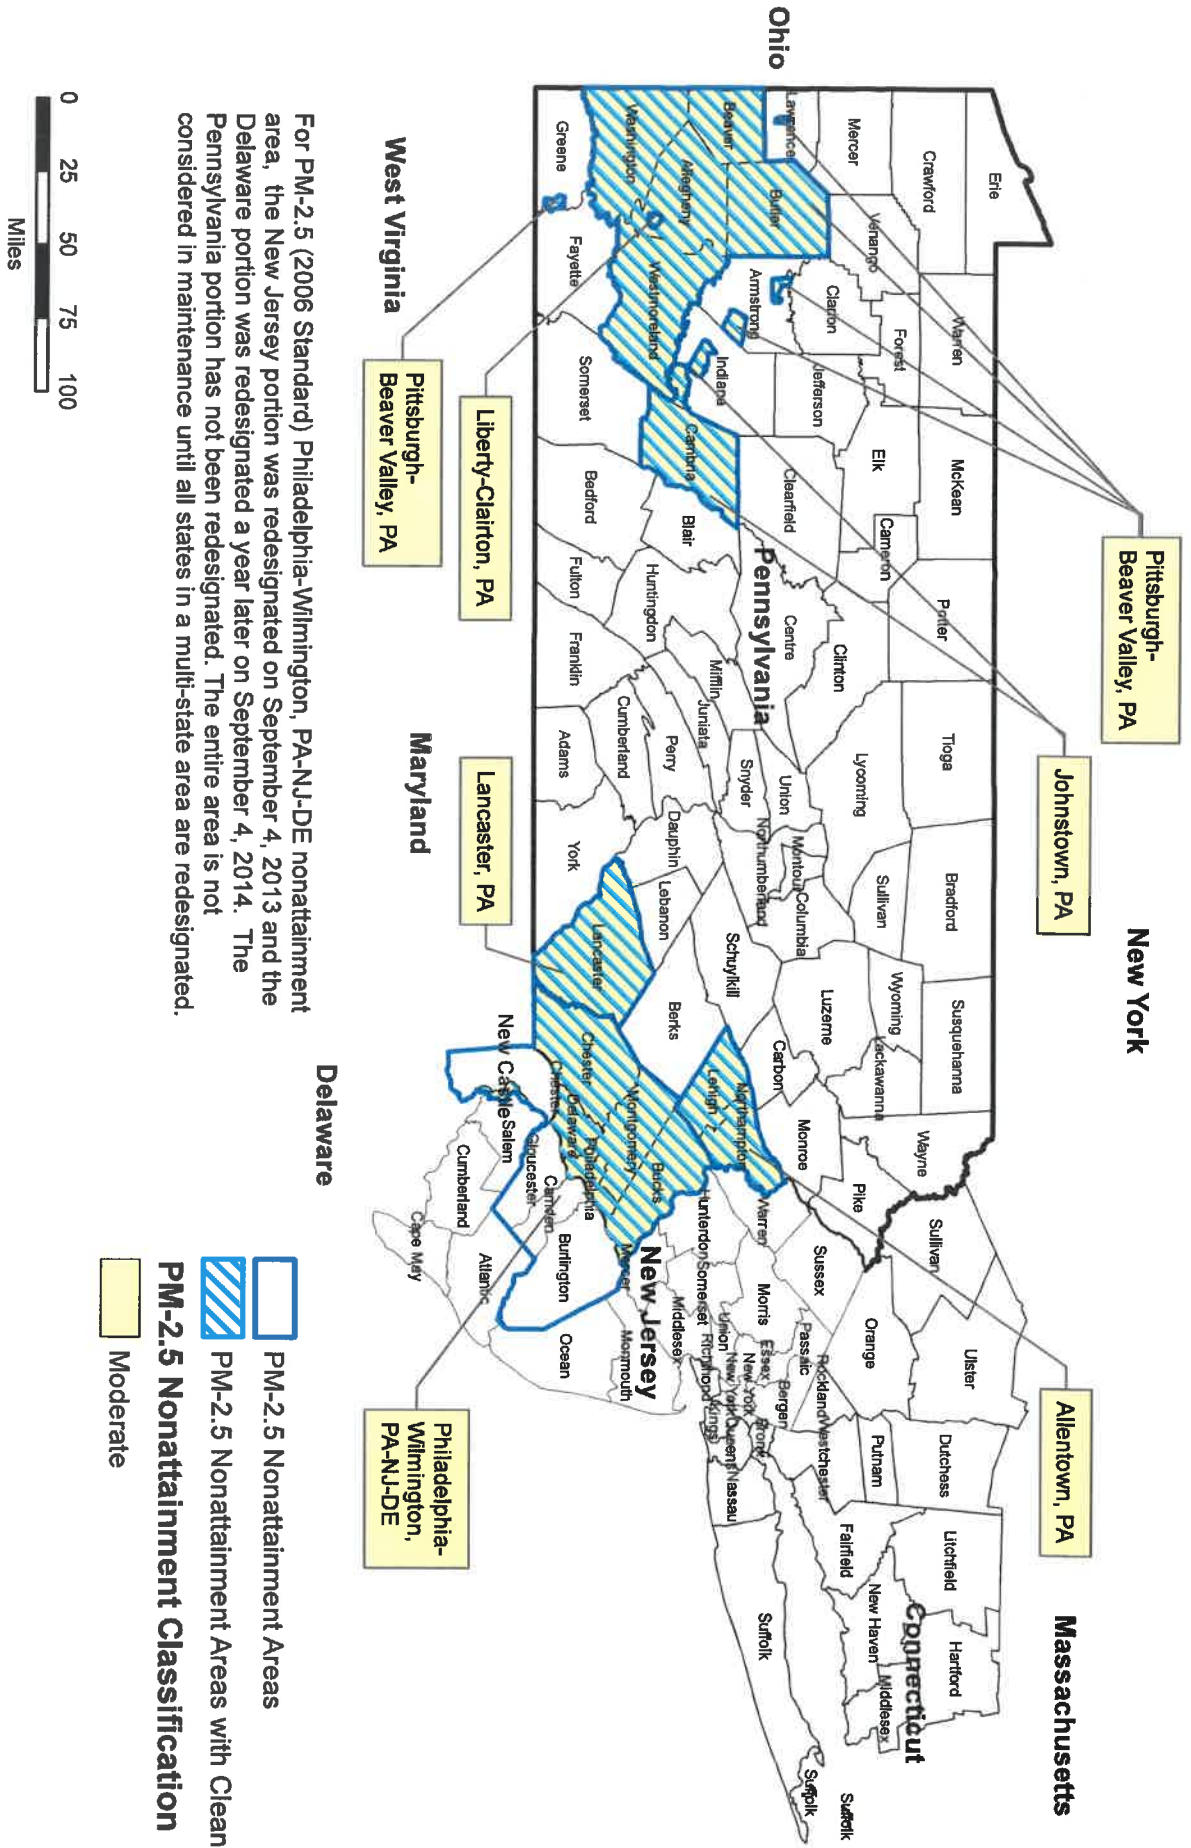 New York
Massachusetts
Connecticut
Ohio
Pennsylvania
New Jersey
West Virginia
Maryland
Delaware
Pittsburgh-
Beaver Valley, PA
Johnstown, PA
Allentown, PA
Pittsburgh-
Beaver Valley, PA
Liberty-Clairton, PA
Lancaster, PA
Philadelphia-
Wilmington,
PA-NJ-DE
Erie
Crawford
Warren
McKean
Potter
Tioga
Bradford
Susquehanna
Wayne
Mercer
Venango
Forest
Elk
Cameron
Clinton
Lycoming
Sullivan
Wyoming
Lackawanna
Pike
Lawrence
Butler
Clarion
Jefferson
Clearfield
Centre
Union
Montour
Columbia
Luzerne
Monroe
Carbon
Beaver
Armstrong
Indiana
Cambria
Blair
Huntingdon
Mifflin
Juniata
Snyder
Northumberland
Schuylkill
Northampton
Lehigh
Allegheny
Westmoreland
Washington
Greene
Fayette
Somerset
Bedford
Fulton
Franklin
Adams
Cumberland
Perry
Dauphin
Lebanon
York
Lancaster
Berks
Chester
Montgomery
Bucks
Delaware
Philadelphia
Chester
New Castle
Salem
Gloucester
Camden
Burlington
Cumberland
Atlantic
Cape May
Ocean
Monmouth
Mercer
Middlesex
Hunterdon
Somerset
Warren
Sussex
Morris
Passaic
Essex
Bergen
Union
Richmond
Kings
New York
New York
Queens
Bronx
Nassau
Suffolk
Suffolk
Suffolk
Rockland
Westchester
Putnam
Orange
Sullivan
Ulster
Dutchess
Litchfield
Hartford
Fairfield
New Haven
Middlesex
For PM-2.5 (2006 Standard) Philadelphia-Wilmington, PA-NJ-DE nonattainment
area, the New Jersey portion was redesignated on September 4, 2013 and the
Delaware portion was redesignated a year later on September 4, 2014. The
Pennsylvania portion has not been redesignated. The entire area is not
considered in maintenance until all states in a multi-state area are redesignated.
0 25 50 75 100
Miles
PM-2.5 Nonattainment Areas
PM-2.5 Nonattainment Areas with Clean
PM-2.5 Nonattainment Classification
Moderate